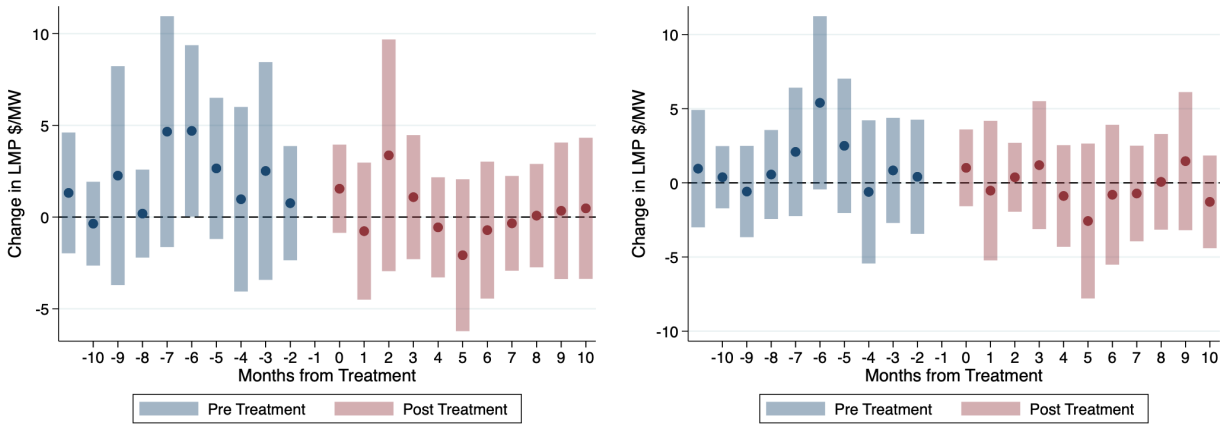 Change in LMP $/MW
10
5
0
-5
-10 -9 -8 -7 -6 -5 -4 -3 -2 -1 0 1 2 3 4 5 6 7 8 9 10
Months from Treatment
Pre Treatment Post Treatment
Change in LMP $/MW
10
5
0
-5
-10
-10 -9 -8 -7 -6 -5 -4 -3 -2 -1 0 1 2 3 4 5 6 7 8 9 10
Months from Treatment
Pre Treatment Post Treatment